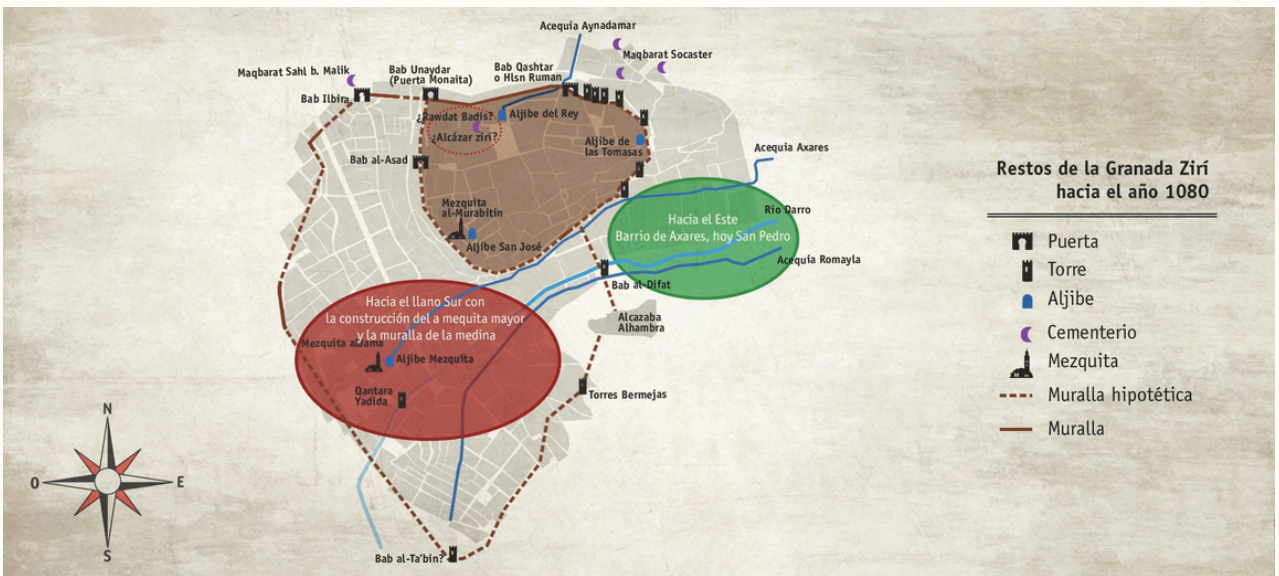 Acequia Aynadamar
Maqbarat Socaster
Maqbarat Sahl b. Malik
Bab Unaydar
(Puerta Monaita)
Bab Qashtar
o HIsn Ruman
Bab Ilbira
¿Rawdat Badis?
Aljibe del Rey
¿Alcázar zirí?
Aljibe de
las Tomasas
Acequia Axares
Bab al-Asad
Mezquita
al-Murabitin
Aljibe San José
Hacia el Este
Barrio de Axares, hoy San Pedro
Río Darro
Acequia Romayla
Bab al-Difat
Alcazaba
Alhambra
Hacia el llano Sur con
la construcción del a mequita mayor
y la muralla de la medina
Mezquita alJama
Aljibe Mezquita
Qantara
Yadida
Torres Bermejas
Bab al-Ta'bin?
N
O
E
S
Restos de la Granada Zirí
hacia el año 1080
Puerta
Torre
Aljibe
Cementerio
Mezquita
Muralla hipotética
Muralla